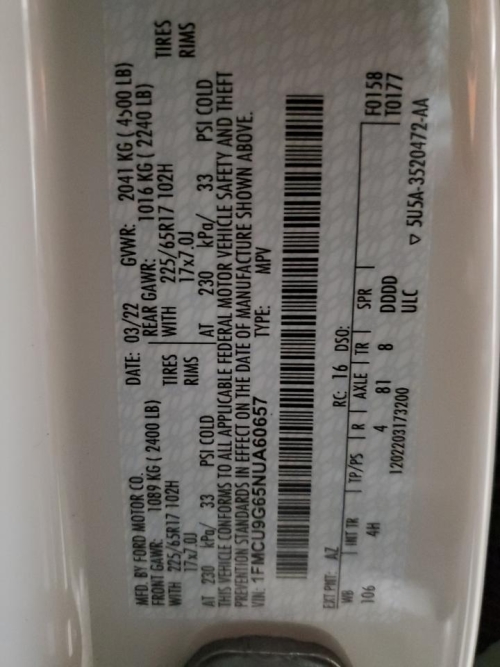 MFD. BY FORD MOTOR CO. DATE: 03/22 GVWR: 2041 KG ( 4500 LB)
FRONT GAWR: 1089 KG ( 2400 LB) REAR GAWR: 1016 KG ( 2240 LB)
WITH 225/65R17 102H TIRES WITH 225/65R17 102H TIRES
17x7.0J RIMS 17x7.0J RIMS
AT 230 kPa/ 33 PSI COLD AT 230 kPa/ 33 PSI COLD
THIS VEHICLE CONFORMS TO ALL APPLICABLE FEDERAL MOTOR VEHICLE SAFETY AND THEFT
PREVENTION STANDARDS IN EFFECT ON THE DATE OF MANUFACTURE SHOWN ABOVE.
VIN: 1FMCU9G65NUA60657 TYPE: MPV
EXT PNT: AZ RC: 16 DSO: F0158
WB INT TR TP/PS R AXLE TR SPR T0177
106 4H 4 81 8 DDDD
1202203173200 ULC ▽ 5U5A-3520472-AA